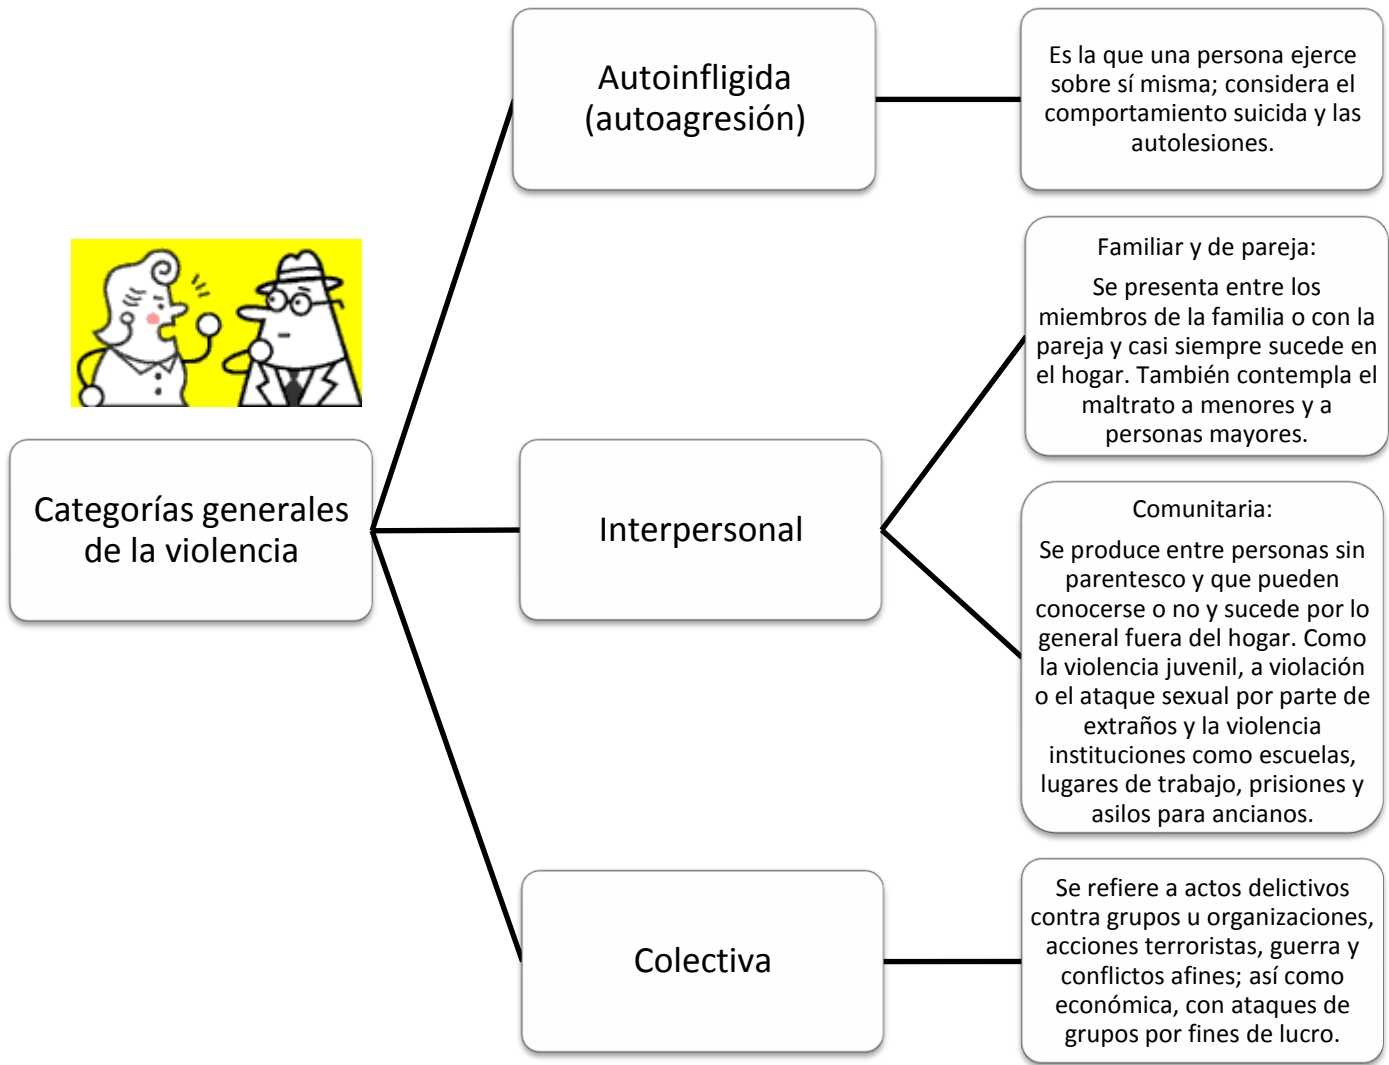 Categorías generales
de la violencia
Autoinfligida
(autoagresión)
Es la que una persona ejerce
sobre sí misma; considera el
comportamiento suicida y las
autolesiones.
Interpersonal
Familiar y de pareja:
Se presenta entre los
miembros de la familia o con la
pareja y casi siempre sucede en
el hogar. También contempla el
maltrato a menores y a
personas mayores.
Comunitaria:
Se produce entre personas sin
parentesco y que pueden
conocerse o no y sucede por lo
general fuera del hogar. Como
la violencia juvenil, a violación
o el ataque sexual por parte de
extraños y la violencia
instituciones como escuelas,
lugares de trabajo, prisiones y
asilos para ancianos.
Colectiva
Se refiere a actos delictivos
contra grupos u organizaciones,
acciones terroristas, guerra y
conflictos afines; así como
económica, con ataques de
grupos por fines de lucro.